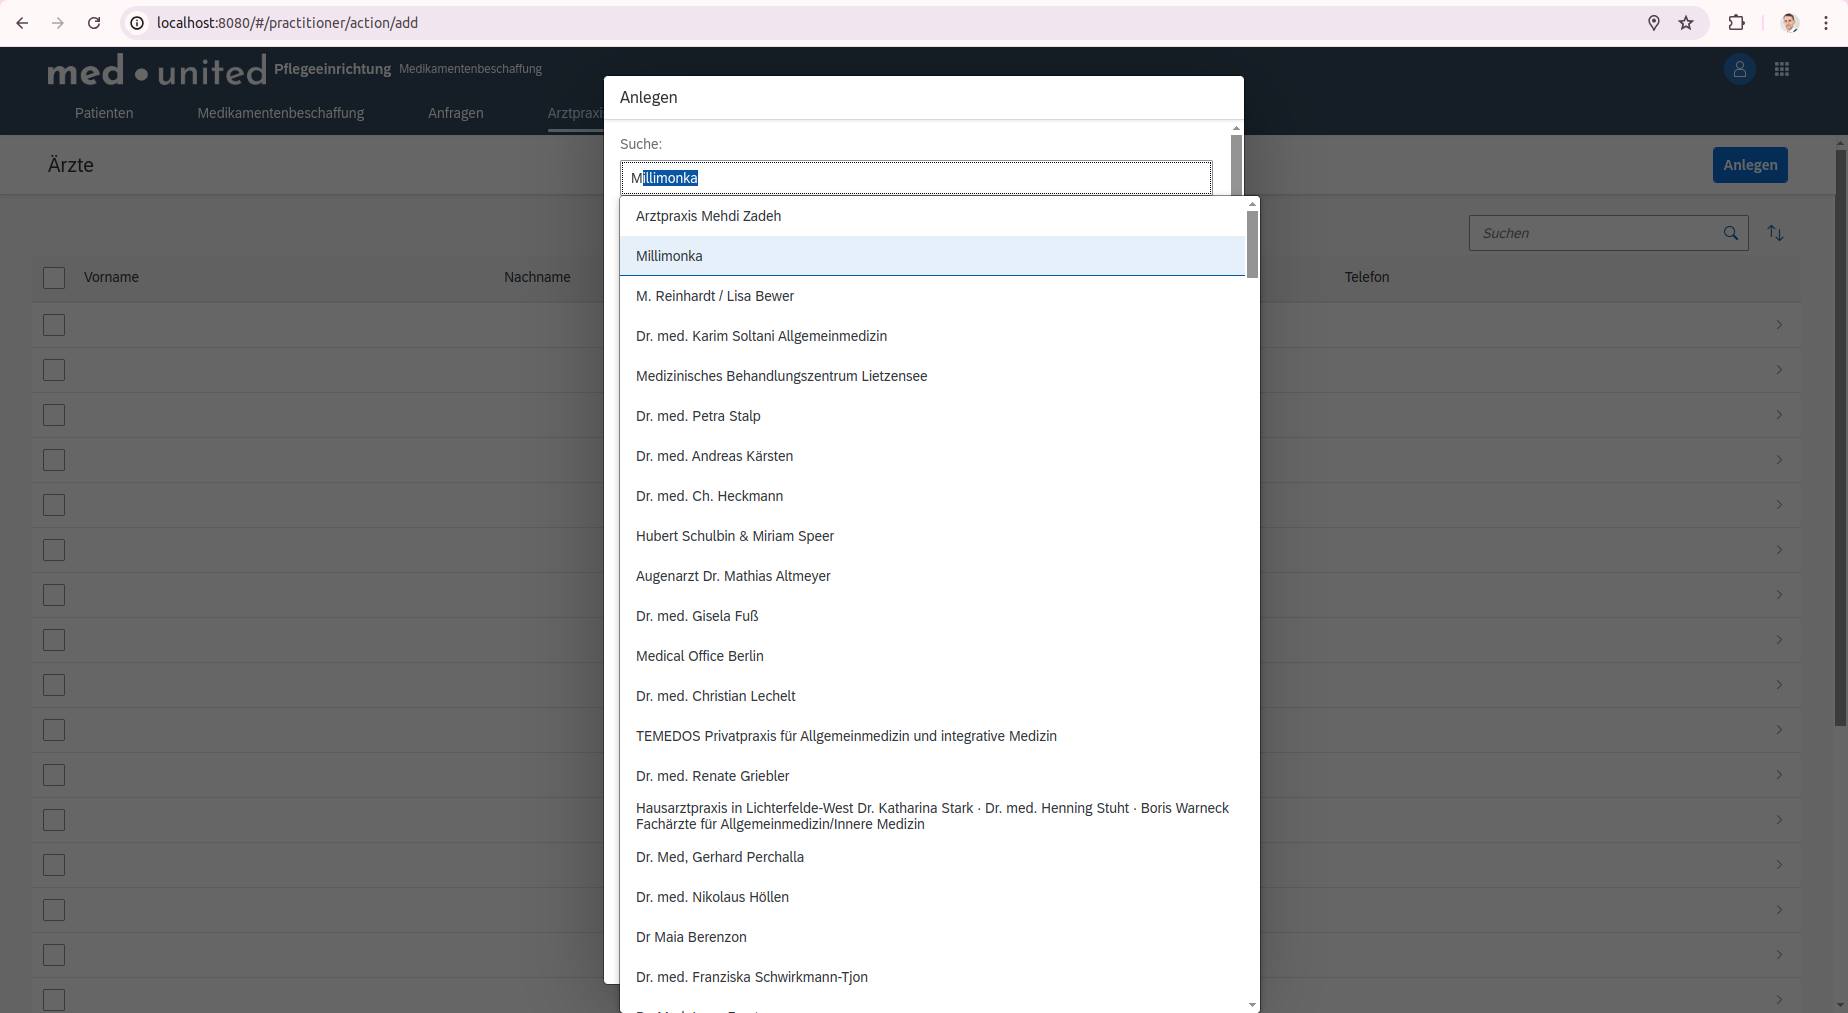 localhost:8080/#/practitioner/action/add
med • united Pflegeeinrichtung Medikamentenbeschaffung
Patienten Medikamentenbeschaffung Anfragen Arztpraxi
Ärzte
Anlegen
Suchen
Vorname Nachname Telefon
Anlegen
Suche:
Millimonka
Arztpraxis Mehdi Zadeh
Millimonka
M. Reinhardt / Lisa Bewer
Dr. med. Karim Soltani Allgemeinmedizin
Medizinisches Behandlungszentrum Lietzensee
Dr. med. Petra Stalp
Dr. med. Andreas Kärsten
Dr. med. Ch. Heckmann
Hubert Schulbin & Miriam Speer
Augenarzt Dr. Mathias Altmeyer
Dr. med. Gisela Fuß
Medical Office Berlin
Dr. med. Christian Lechelt
TEMEDOS Privatpraxis für Allgemeinmedizin und integrative Medizin
Dr. med. Renate Griebler
Hausarztpraxis in Lichterfelde-West Dr. Katharina Stark · Dr. med. Henning Stuht · Boris Warneck
Fachärzte für Allgemeinmedizin/Innere Medizin
Dr. Med, Gerhard Perchalla
Dr. med. Nikolaus Höllen
Dr Maia Berenzon
Dr. med. Franziska Schwirkmann-Tjon